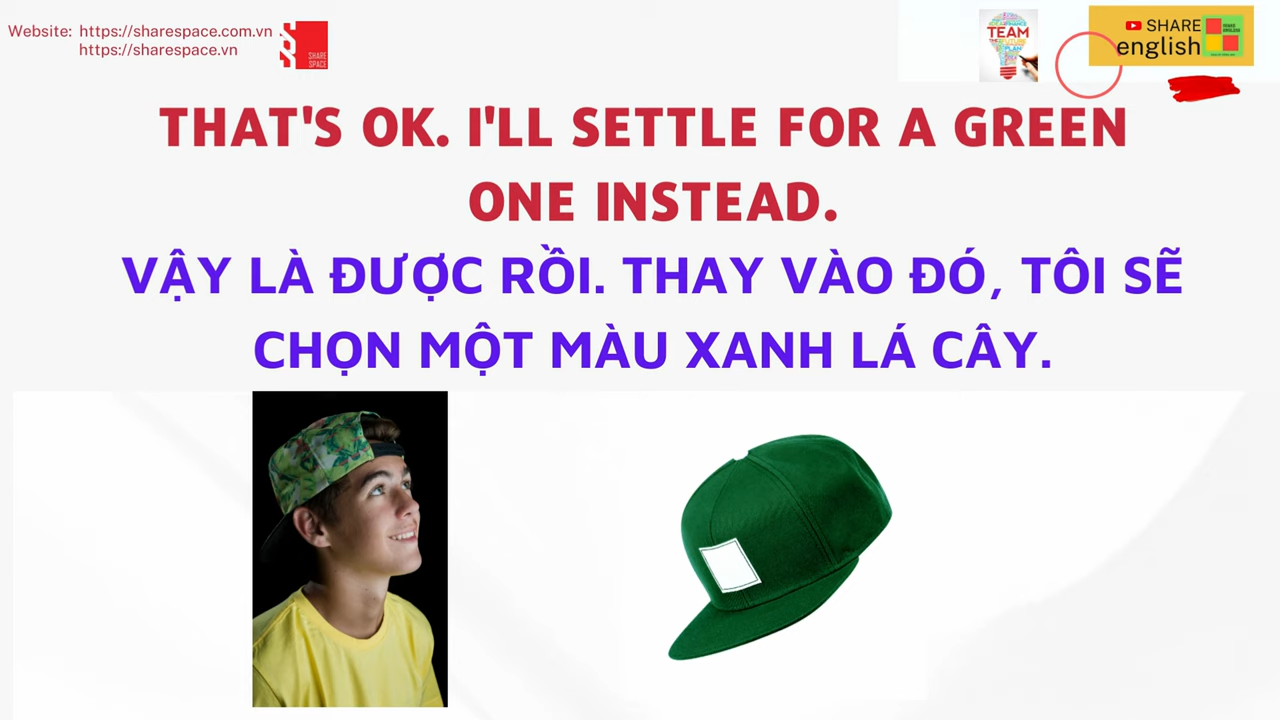 Website: https://sharespace.com.vn
https://sharespace.vn
SHARE
SPACE
TEAM
PLAN
SHARE
english
THAT'S OK. I'LL SETTLE FOR A GREEN
ONE INSTEAD.
VẬY LÀ ĐƯỢC RỒI. THAY VÀO ĐÓ, TÔI SẼ
CHỌN MỘT MÀU XANH LÁ CÂY.